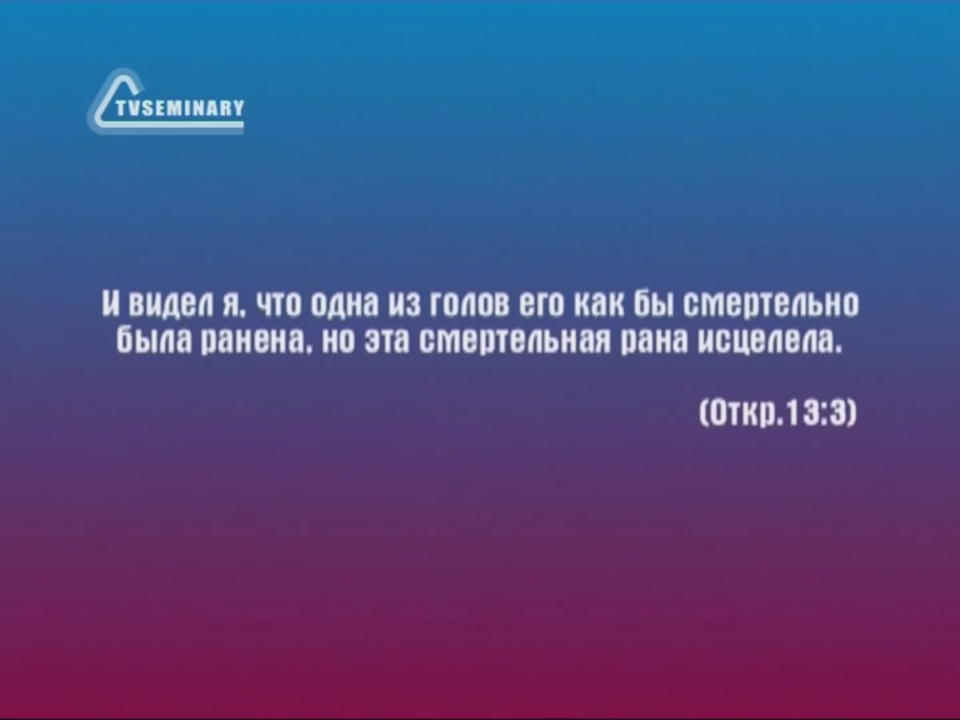 TVSEMINARY
И видел я, что одна из голов его как бы смертельно
была ранена, но эта смертельная рана исцелела.
(Откр.13:3)